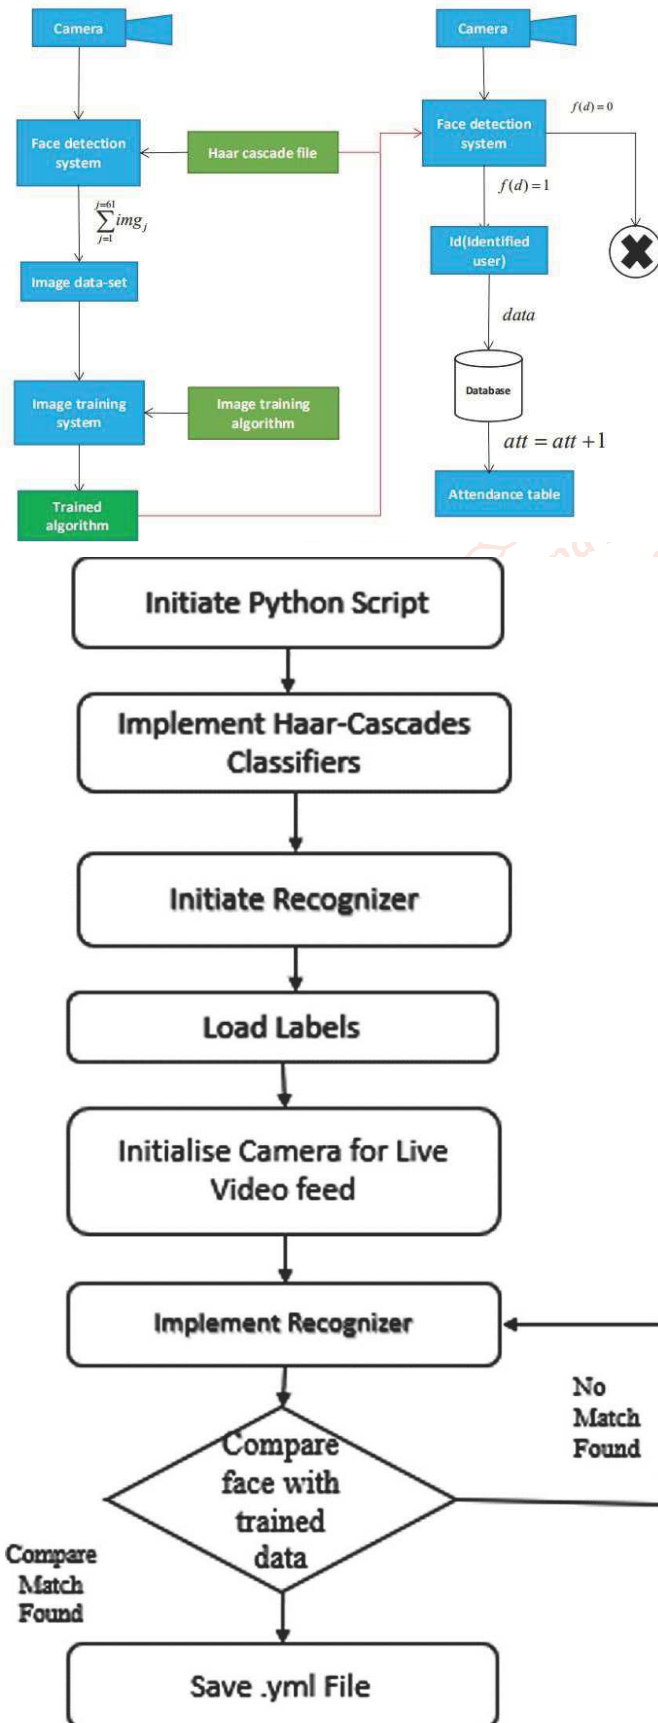 Camera
Face detection
system
Haar cascade file
j=61
∑ img_j
j=1
Image data-set
Image training
system
Image training
algorithm
Trained
algorithm
Camera
Face detection
system
f(d)=0
f(d)=1
Id(Identified
user)
data
Database
att = att +1
Attendance table
Initiate Python Script
Implement Haar-Cascades
Classifiers
Initiate Recognizer
Load Labels
Initialise Camera for Live
Video feed
Implement Recognizer
No
Match
Found
Compare
face with
trained
data
Compare
Match
Found
Save .yml File